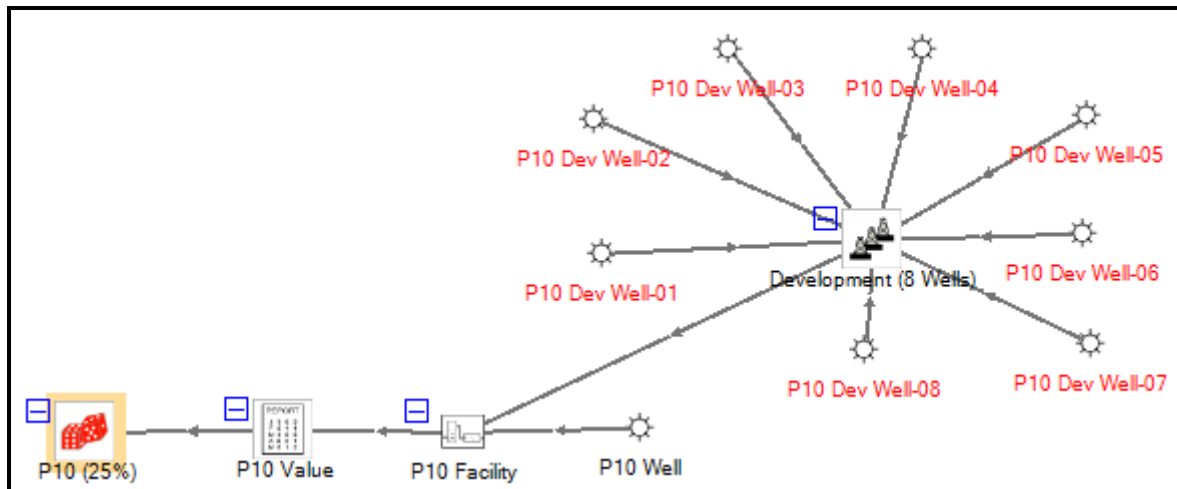 P10 Dev Well-03
P10 Dev Well-04
P10 Dev Well-02
P10 Dev Well-05
P10 Dev Well-01
Development (8 Wells)
P10 Dev Well-06
P10 Dev Well-08
P10 Dev Well-07
REPORT
P10 (25%)
P10 Value
P10 Facility
P10 Well